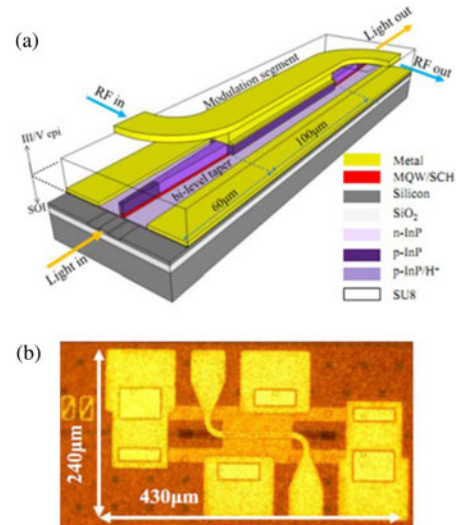 (a)
Light out
RF out
RF in
Modulation segment
III/V epi
100μm
bi-level taper
60μm
SOI
Light in
Metal
MQW/SCH
Silicon
SiO₂
n-InP
p-InP
p-InP/H⁺
SU8
(b)
240μm
430μm